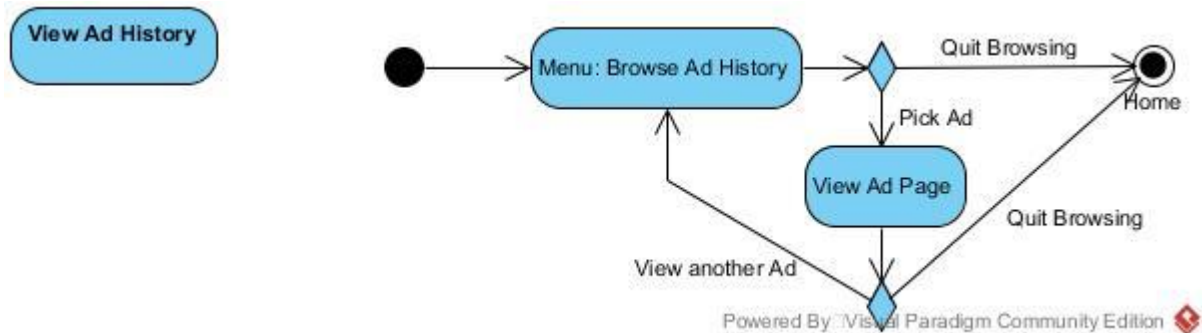 View Ad History
Menu: Browse Ad History
Quit Browsing
Home
Pick Ad
View Ad Page
Quit Browsing
View another Ad
Powered By Visual Paradigm Community Edition